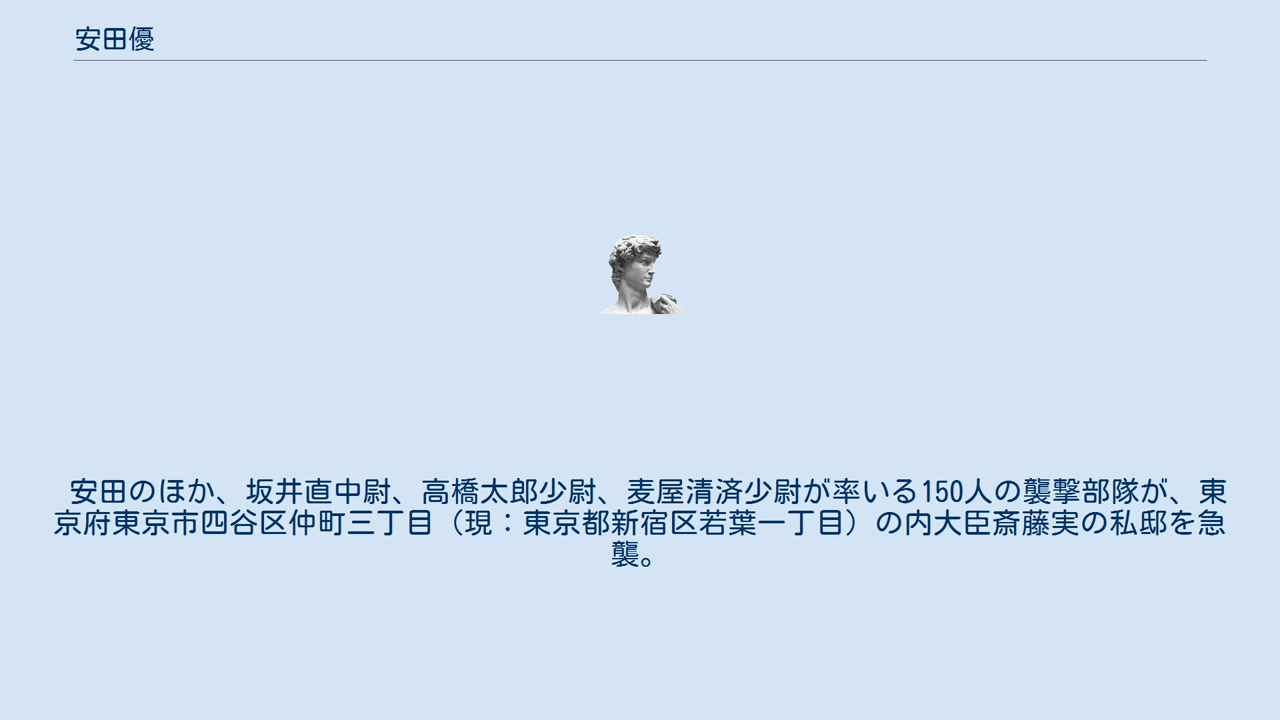 安田優
安田のほか、坂井直中尉、高橋太郎少尉、麦屋清済少尉が率いる150人の襲撃部隊が、東
京府東京市四谷区仲町三丁目（現：東京都新宿区若葉一丁目）の内大臣斎藤実の私邸を急
襲。